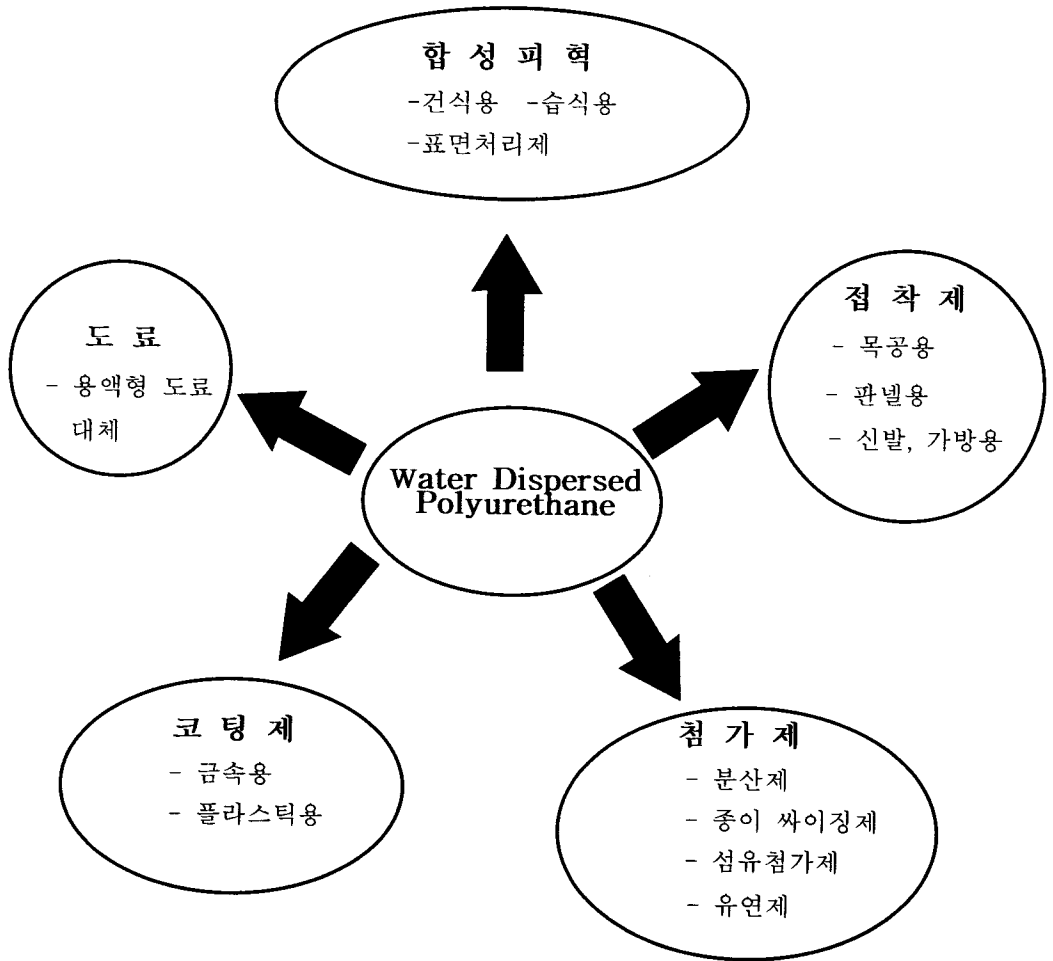 합 성 피 혁
-건식용 -습식용
-표면처리제
접 착 제
- 목공용
- 판넬용
- 신발, 가방용
도 료
- 용액형 도료
대체
Water Dispersed
Polyurethane
코 팅 제
- 금속용
- 플라스틱용
첨 가 제
- 분산제
- 종이 싸이징제
- 섬유첨가제
- 유연제